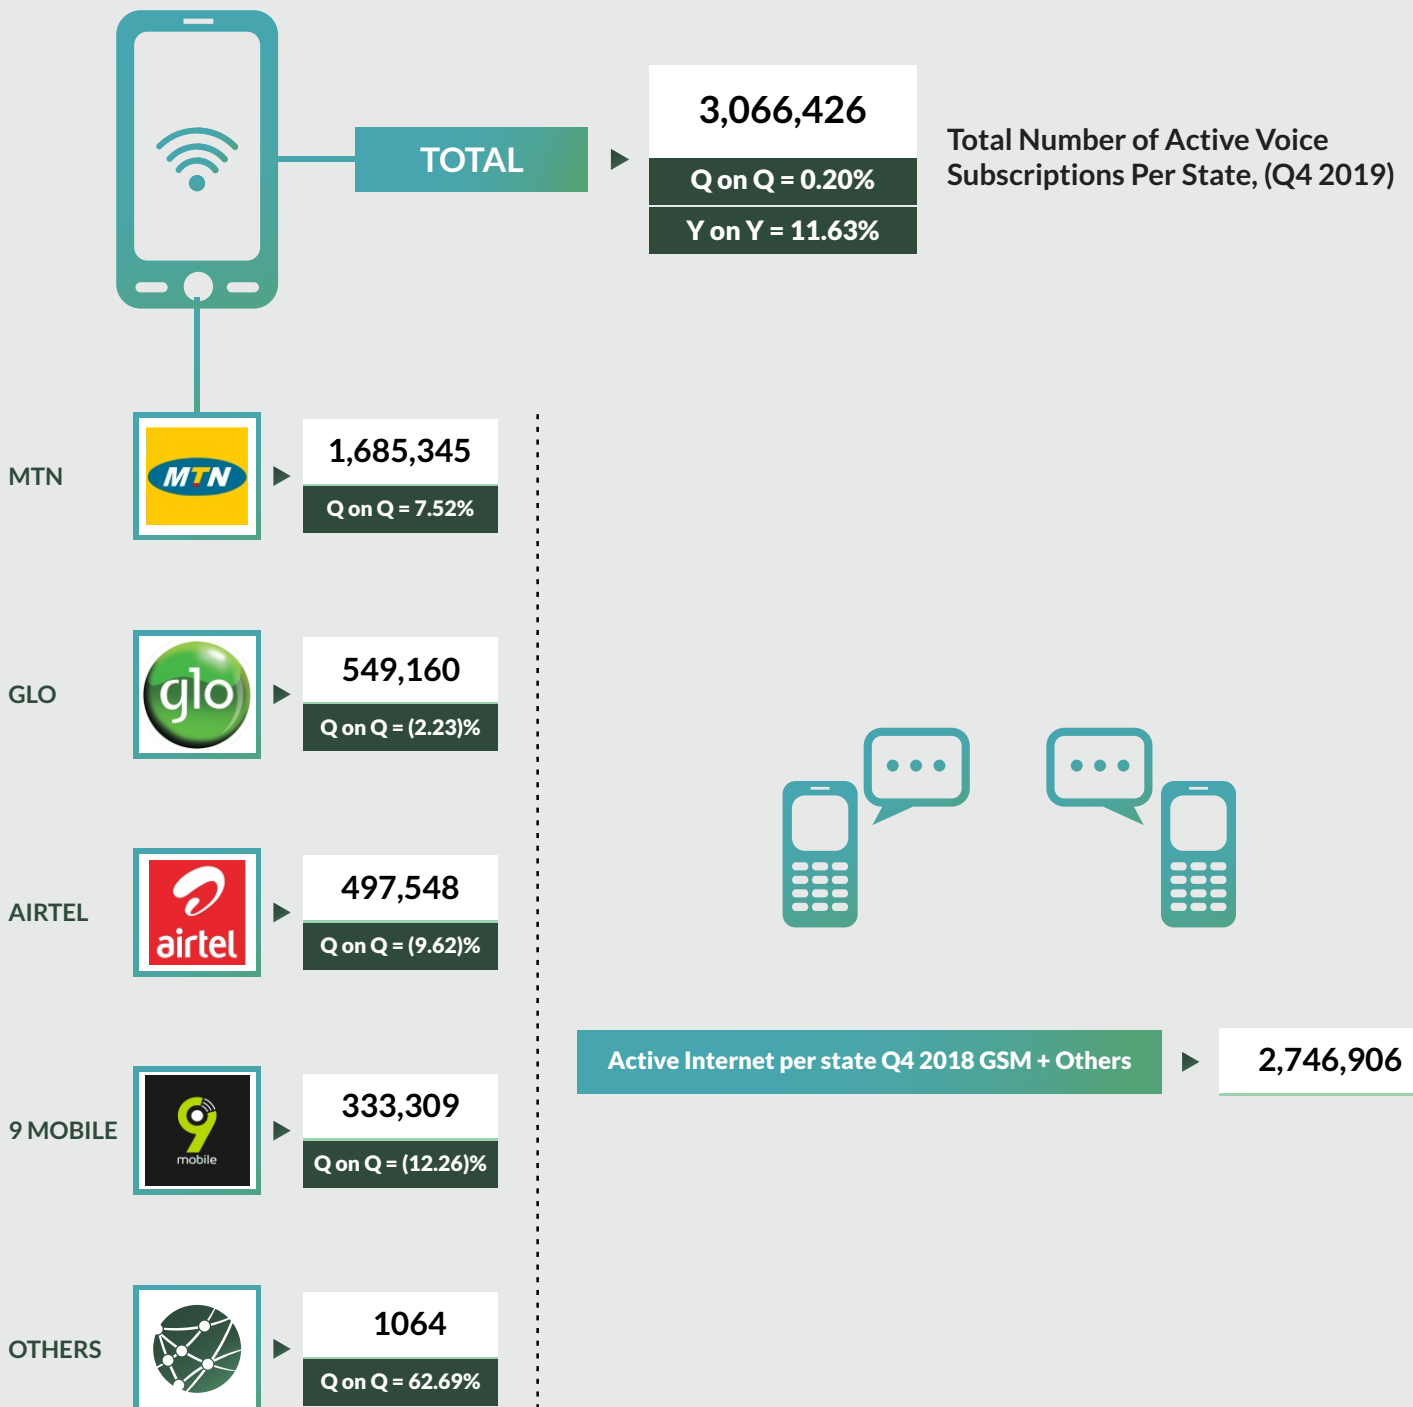 TOTAL
3,066,426
Q on Q = 0.20%
Y on Y = 11.63%
Total Number of Active Voice
Subscriptions Per State, (Q4 2019)
MTN
MTN
1,685,345
Q on Q = 7.52%
GLO
glo
549,160
Q on Q = (2.23)%
AIRTEL
airtel
497,548
Q on Q = (9.62)%
9 MOBILE
9
mobile
333,309
Q on Q = (12.26)%
OTHERS
1064
Q on Q = 62.69%
Active Internet per state Q4 2018 GSM + Others
2,746,906